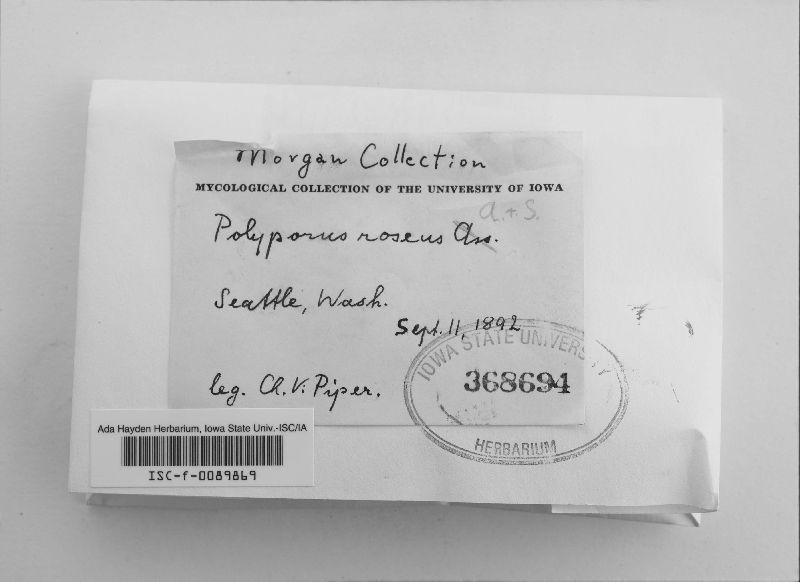 Morgan Collection
MYCOLOGICAL COLLECTION OF THE UNIVERSITY OF IOWA
a. + S.
Polyporus roseus
Seattle, Wash.
Sept. 11, 1892
leg. C. V. Piper.
IOWA STATE UNIVERSITY
368694
HERBARIUM
Ada Hayden Herbarium, Iowa State Univ.-ISC/IA
ISC-f-0089869